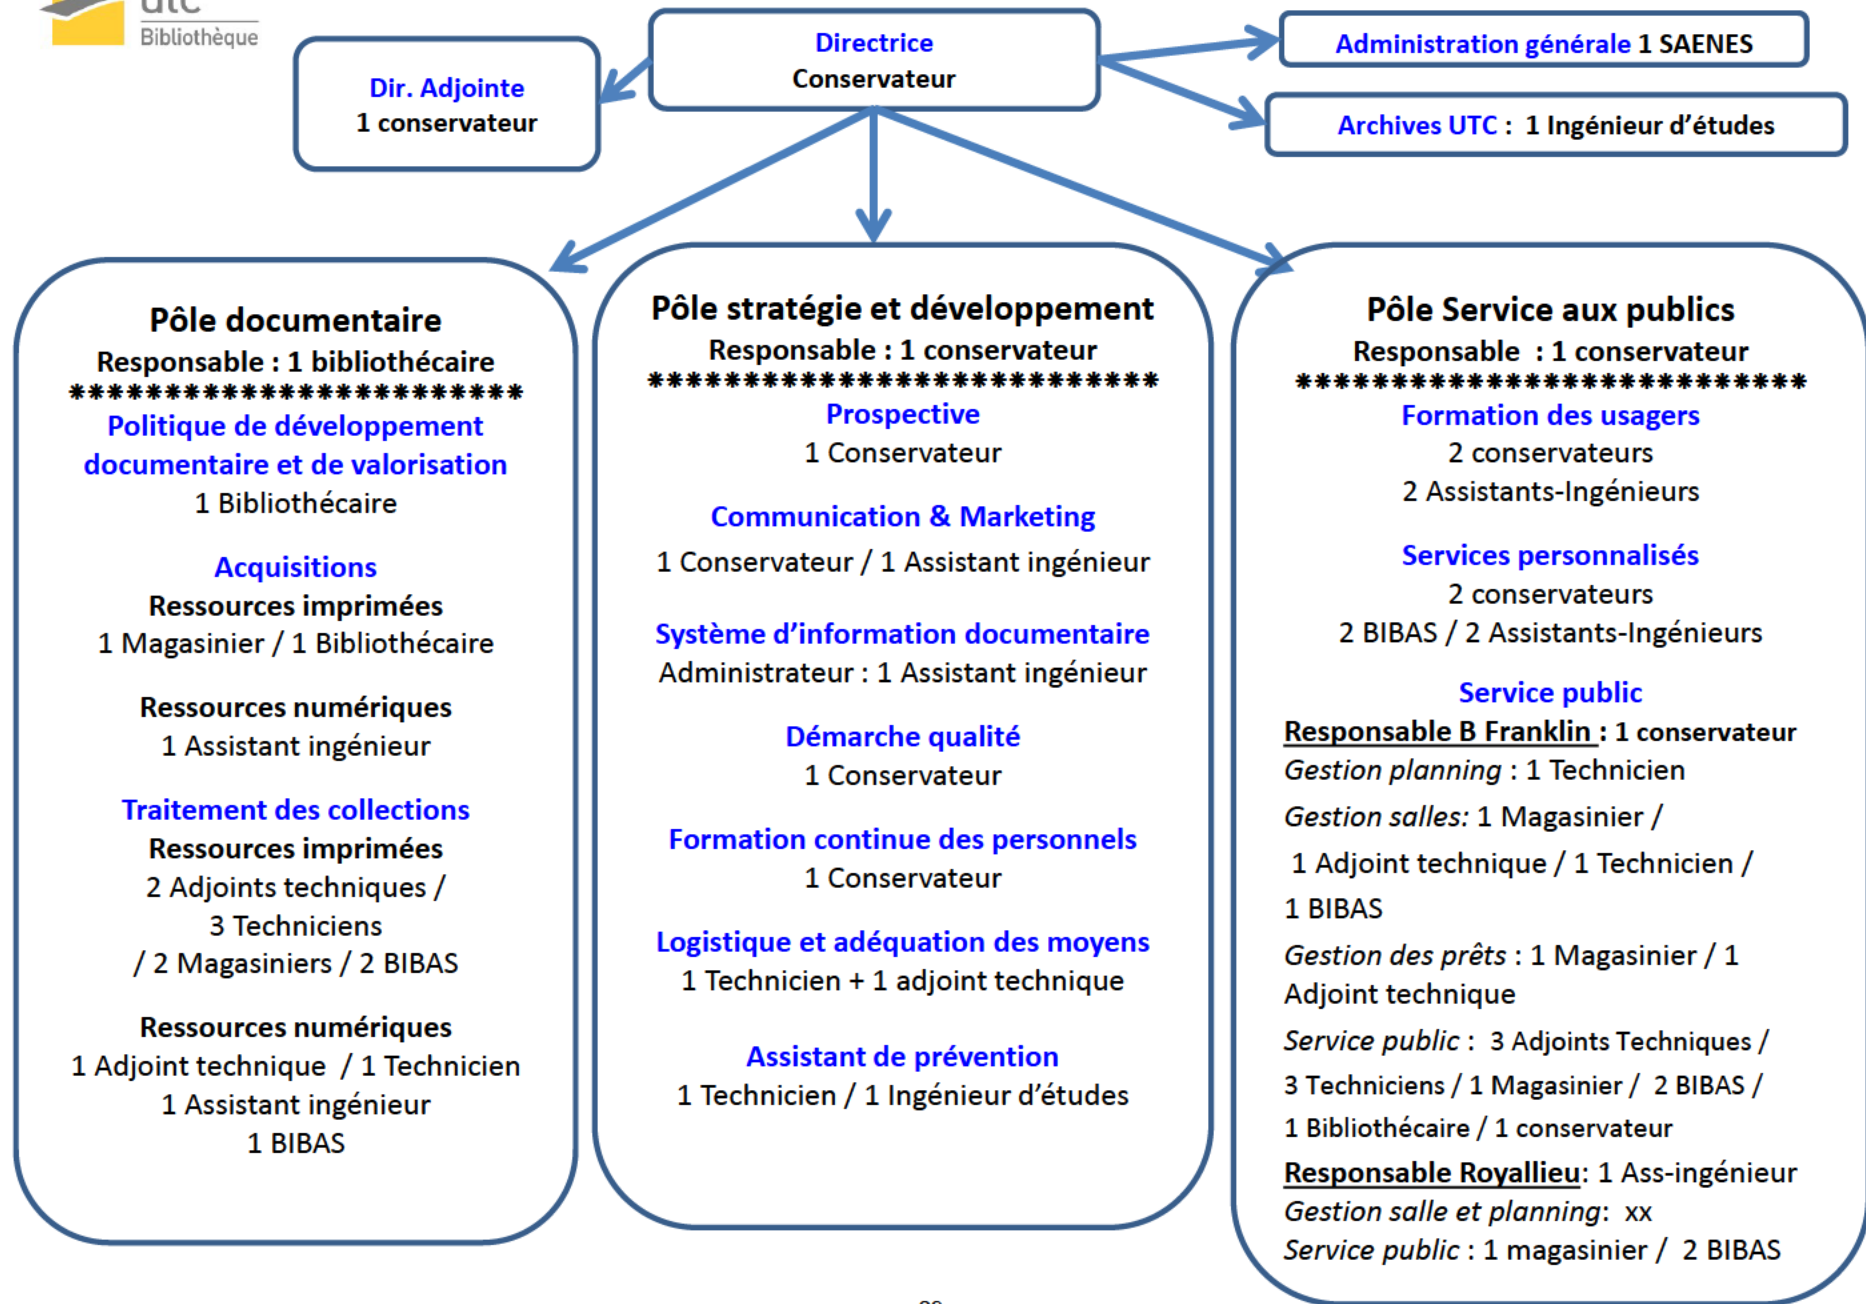 utc
Bibliothèque
Directrice
Conservateur
Dir. Adjointe
1 conservateur
Administration générale 1 SAENES
Archives UTC : 1 Ingénieur d'études
Pôle documentaire
Responsable : 1 bibliothécaire
************************
Politique de développement
documentaire et de valorisation
1 Bibliothécaire
Acquisitions
Ressources imprimées
1 Magasinier / 1 Bibliothécaire
Ressources numériques
1 Assistant ingénieur
Traitement des collections
Ressources imprimées
2 Adjoints techniques /
3 Techniciens
/ 2 Magasiniers / 2 BIBAS
Ressources numériques
1 Adjoint technique / 1 Technicien
1 Assistant ingénieur
1 BIBAS
Pôle stratégie et développement
Responsable : 1 conservateur
***************************
Prospective
1 Conservateur
Communication & Marketing
1 Conservateur / 1 Assistant ingénieur
Système d'information documentaire
Administrateur : 1 Assistant ingénieur
Démarche qualité
1 Conservateur
Formation continue des personnels
1 Conservateur
Logistique et adéquation des moyens
1 Technicien + 1 adjoint technique
Assistant de prévention
1 Technicien / 1 Ingénieur d'études
Pôle Service aux publics
Responsable : 1 conservateur
***************************
Formation des usagers
2 conservateurs
2 Assistants-Ingénieurs
Services personnalisés
2 conservateurs
2 BIBAS / 2 Assistants-Ingénieurs
Service public
Responsable B Franklin : 1 conservateur
Gestion planning : 1 Technicien
Gestion salles: 1 Magasinier /
1 Adjoint technique / 1 Technicien /
1 BIBAS
Gestion des prêts : 1 Magasinier / 1
Adjoint technique
Service public : 3 Adjoints Techniques /
3 Techniciens / 1 Magasinier / 2 BIBAS /
1 Bibliothécaire / 1 conservateur
Responsable Royallieu: 1 Ass-ingénieur
Gestion salle et planning: xx
Service public : 1 magasinier / 2 BIBAS